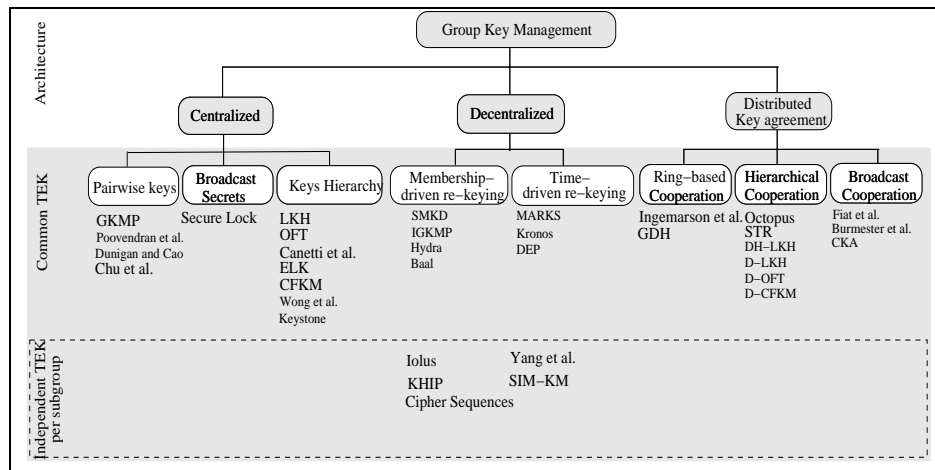 Group Key Management
Architecture
Centralized
Decentralized
Distributed
Key agreement
Common TEK
Pairwise keys
Broadcast
Secrets
Keys Hierarchy
Membership−
driven re−keying
Time−
driven re−keying
Ring−based
Cooperation
Hierarchical
Cooperation
Broadcast
Cooperation
GKMP
Poovendran et al.
Dunigan and Cao
Chu et al.
Secure Lock
LKH
OFT
Canetti et al.
ELK
CFKM
Wong et al.
Keystone
SMKD
IGKMP
Hydra
Baal
MARKS
Kronos
DEP
Ingemarson et al.
GDH
Octopus
STR
DH−LKH
D−LKH
D−OFT
D−CFKM
Fiat et al.
Burmester et al.
CKA
Independent TEK
per subgroup
Iolus
KHIP
Cipher Sequences
Yang et al.
SIM−KM